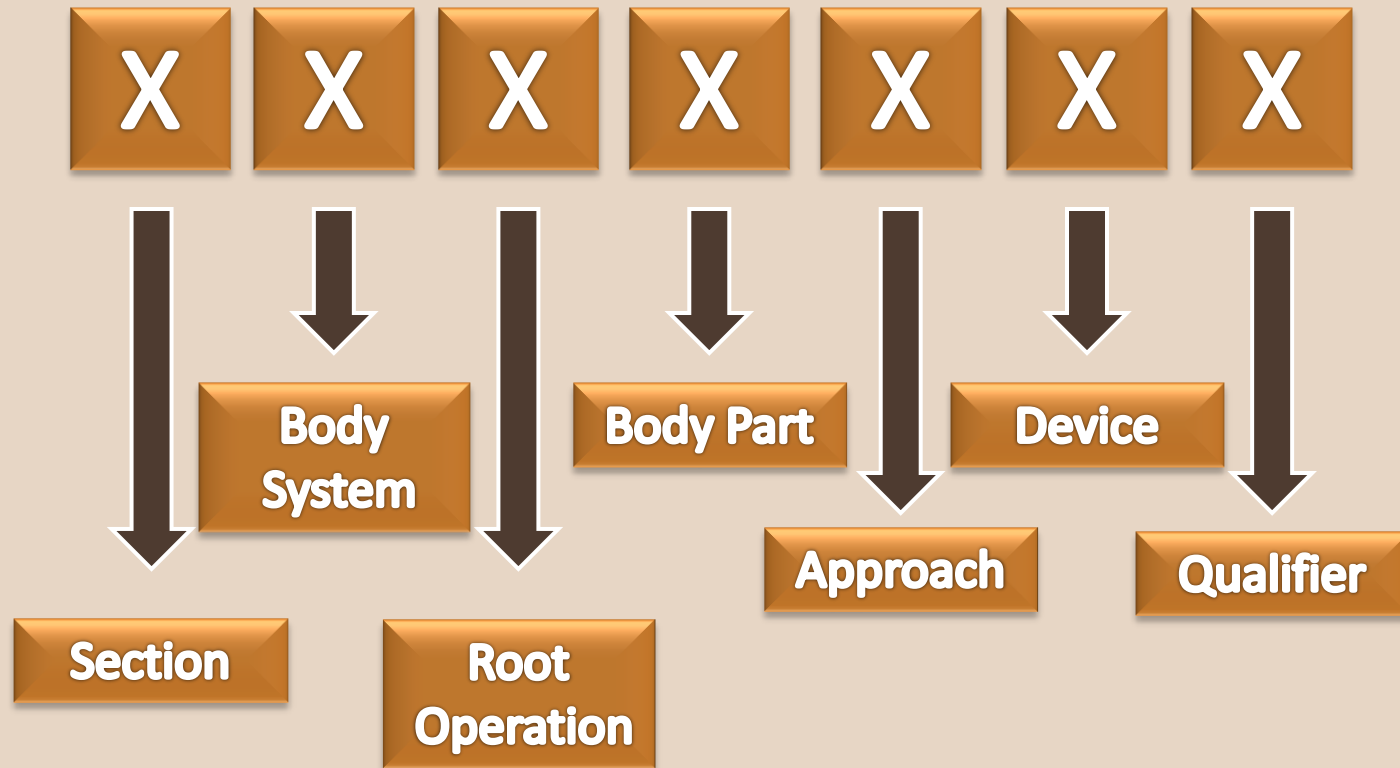 X X X X X X X
Body
System
Body Part
Device
Approach
Qualifier
Section
Root
Operation